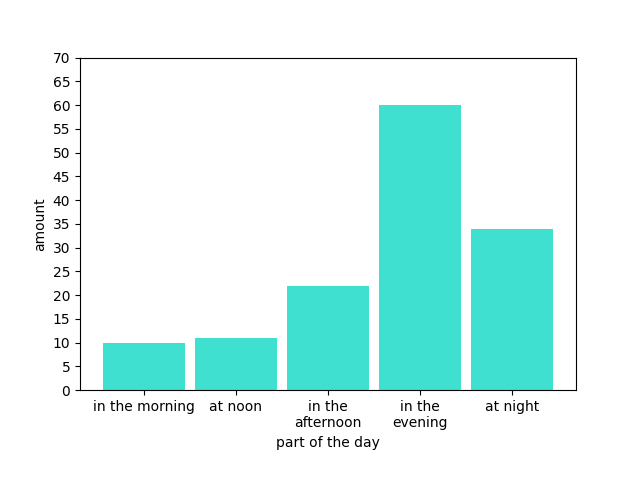 70
65
60
55
50
45
40
35
30
25
20
15
10
5
0
amount
in the morning
at noon
in the
afternoon
in the
evening
at night
part of the day